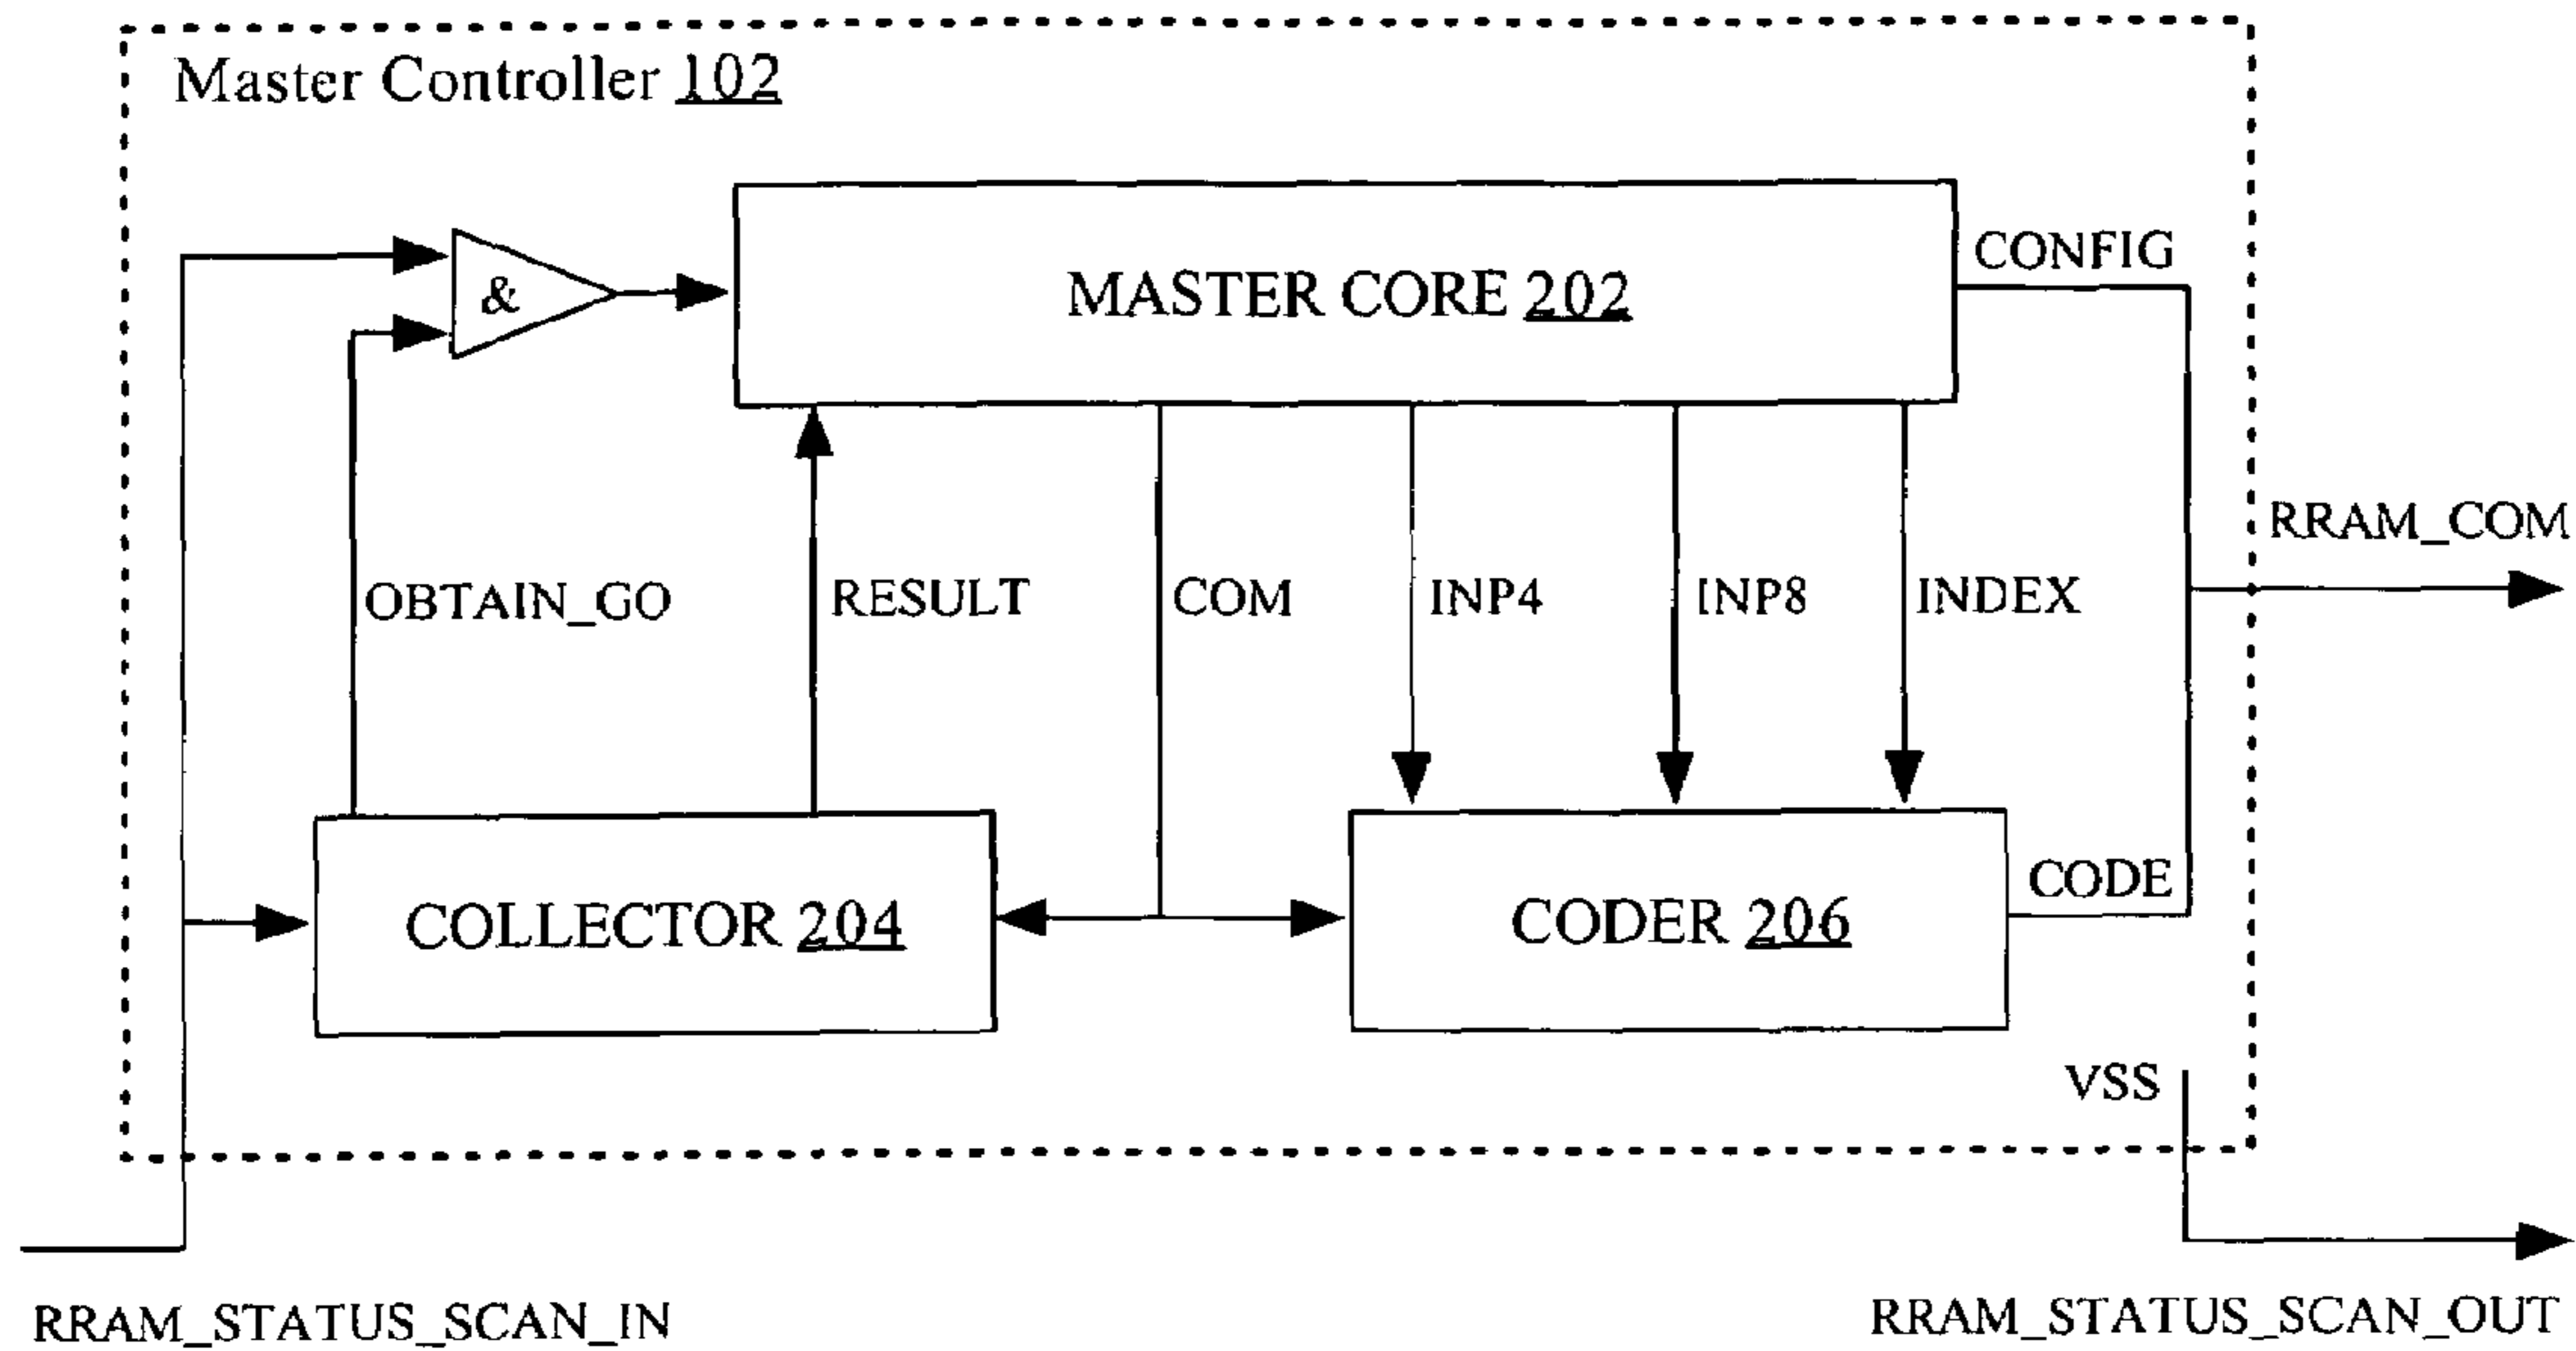 Master Controller 102
CONFIG
&
MASTER CORE 202
RRAM_COM
OBTAIN_GO
RESULT
COM
INP4
INP8
INDEX
CODE
COLLECTOR 204
CODER 206
VSS
RRAM_STATUS_SCAN_IN
RRAM_STATUS_SCAN_OUT